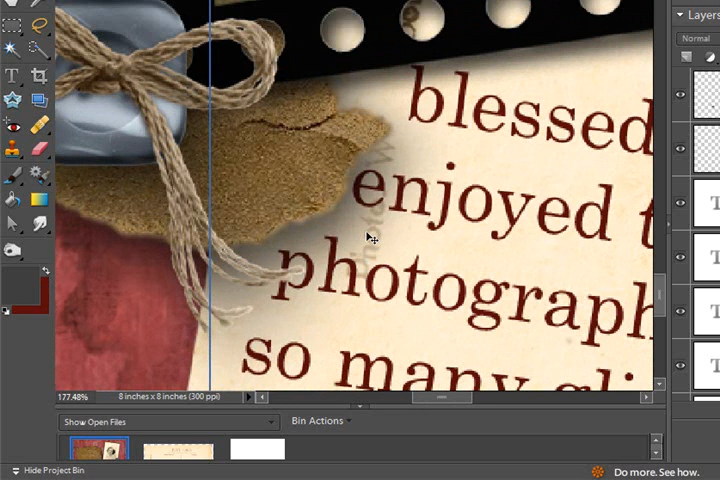 Layers
Normal
blessed
enjoyed t
photograph
so many gli
177.48%
8 inches x 8 inches (300 ppi)
Show Open Files
Bin Actions
Hide Project Bin
Do more. See how.